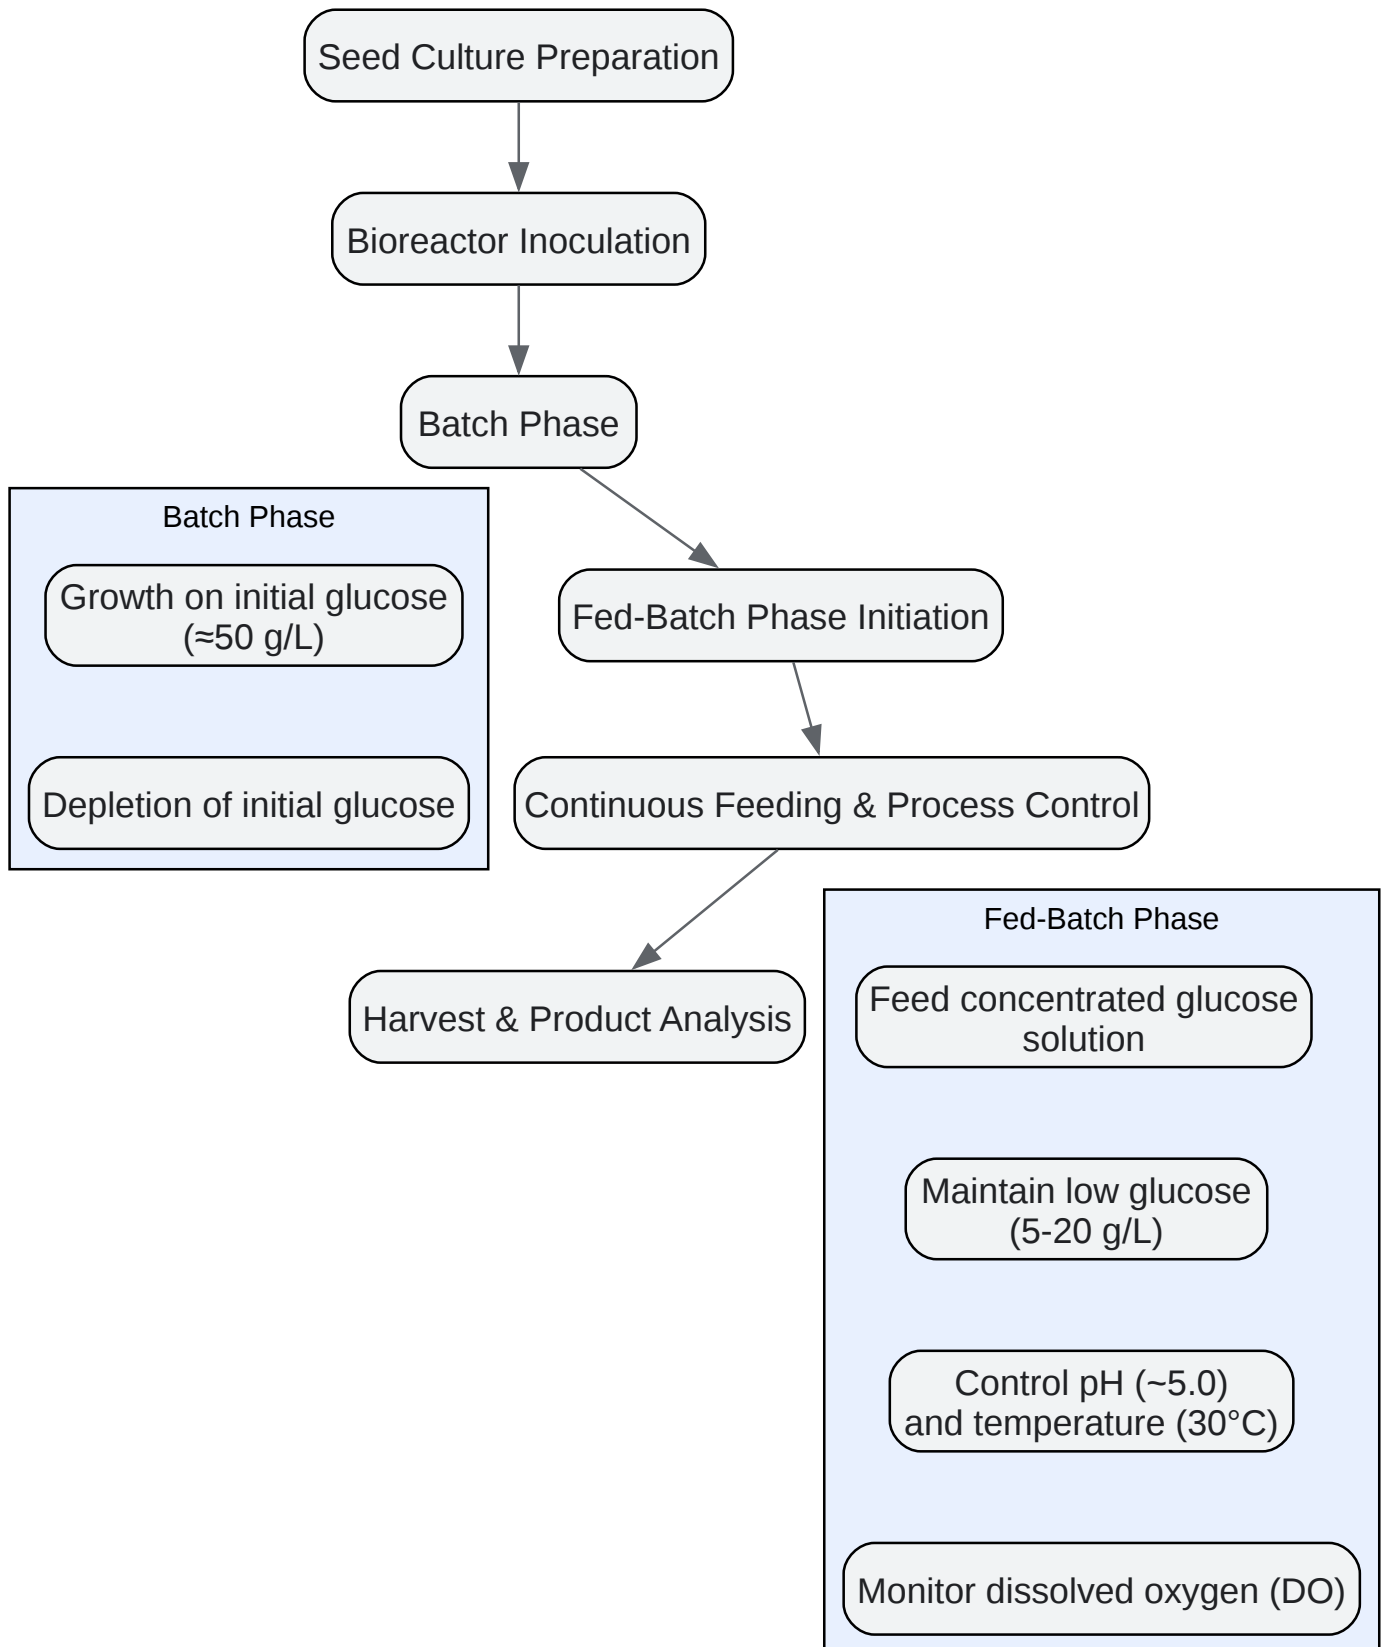 Seed Culture Preparation
Bioreactor Inoculation
Batch Phase
Batch Phase
Growth on initial glucose
(≈50 g/L)
Depletion of initial glucose
Fed-Batch Phase Initiation
Continuous Feeding & Process Control
Harvest & Product Analysis
Fed-Batch Phase
Feed concentrated glucose
solution
Maintain low glucose
(5-20 g/L)
Control pH (~5.0)
and temperature (30°C)
Monitor dissolved oxygen (DO)